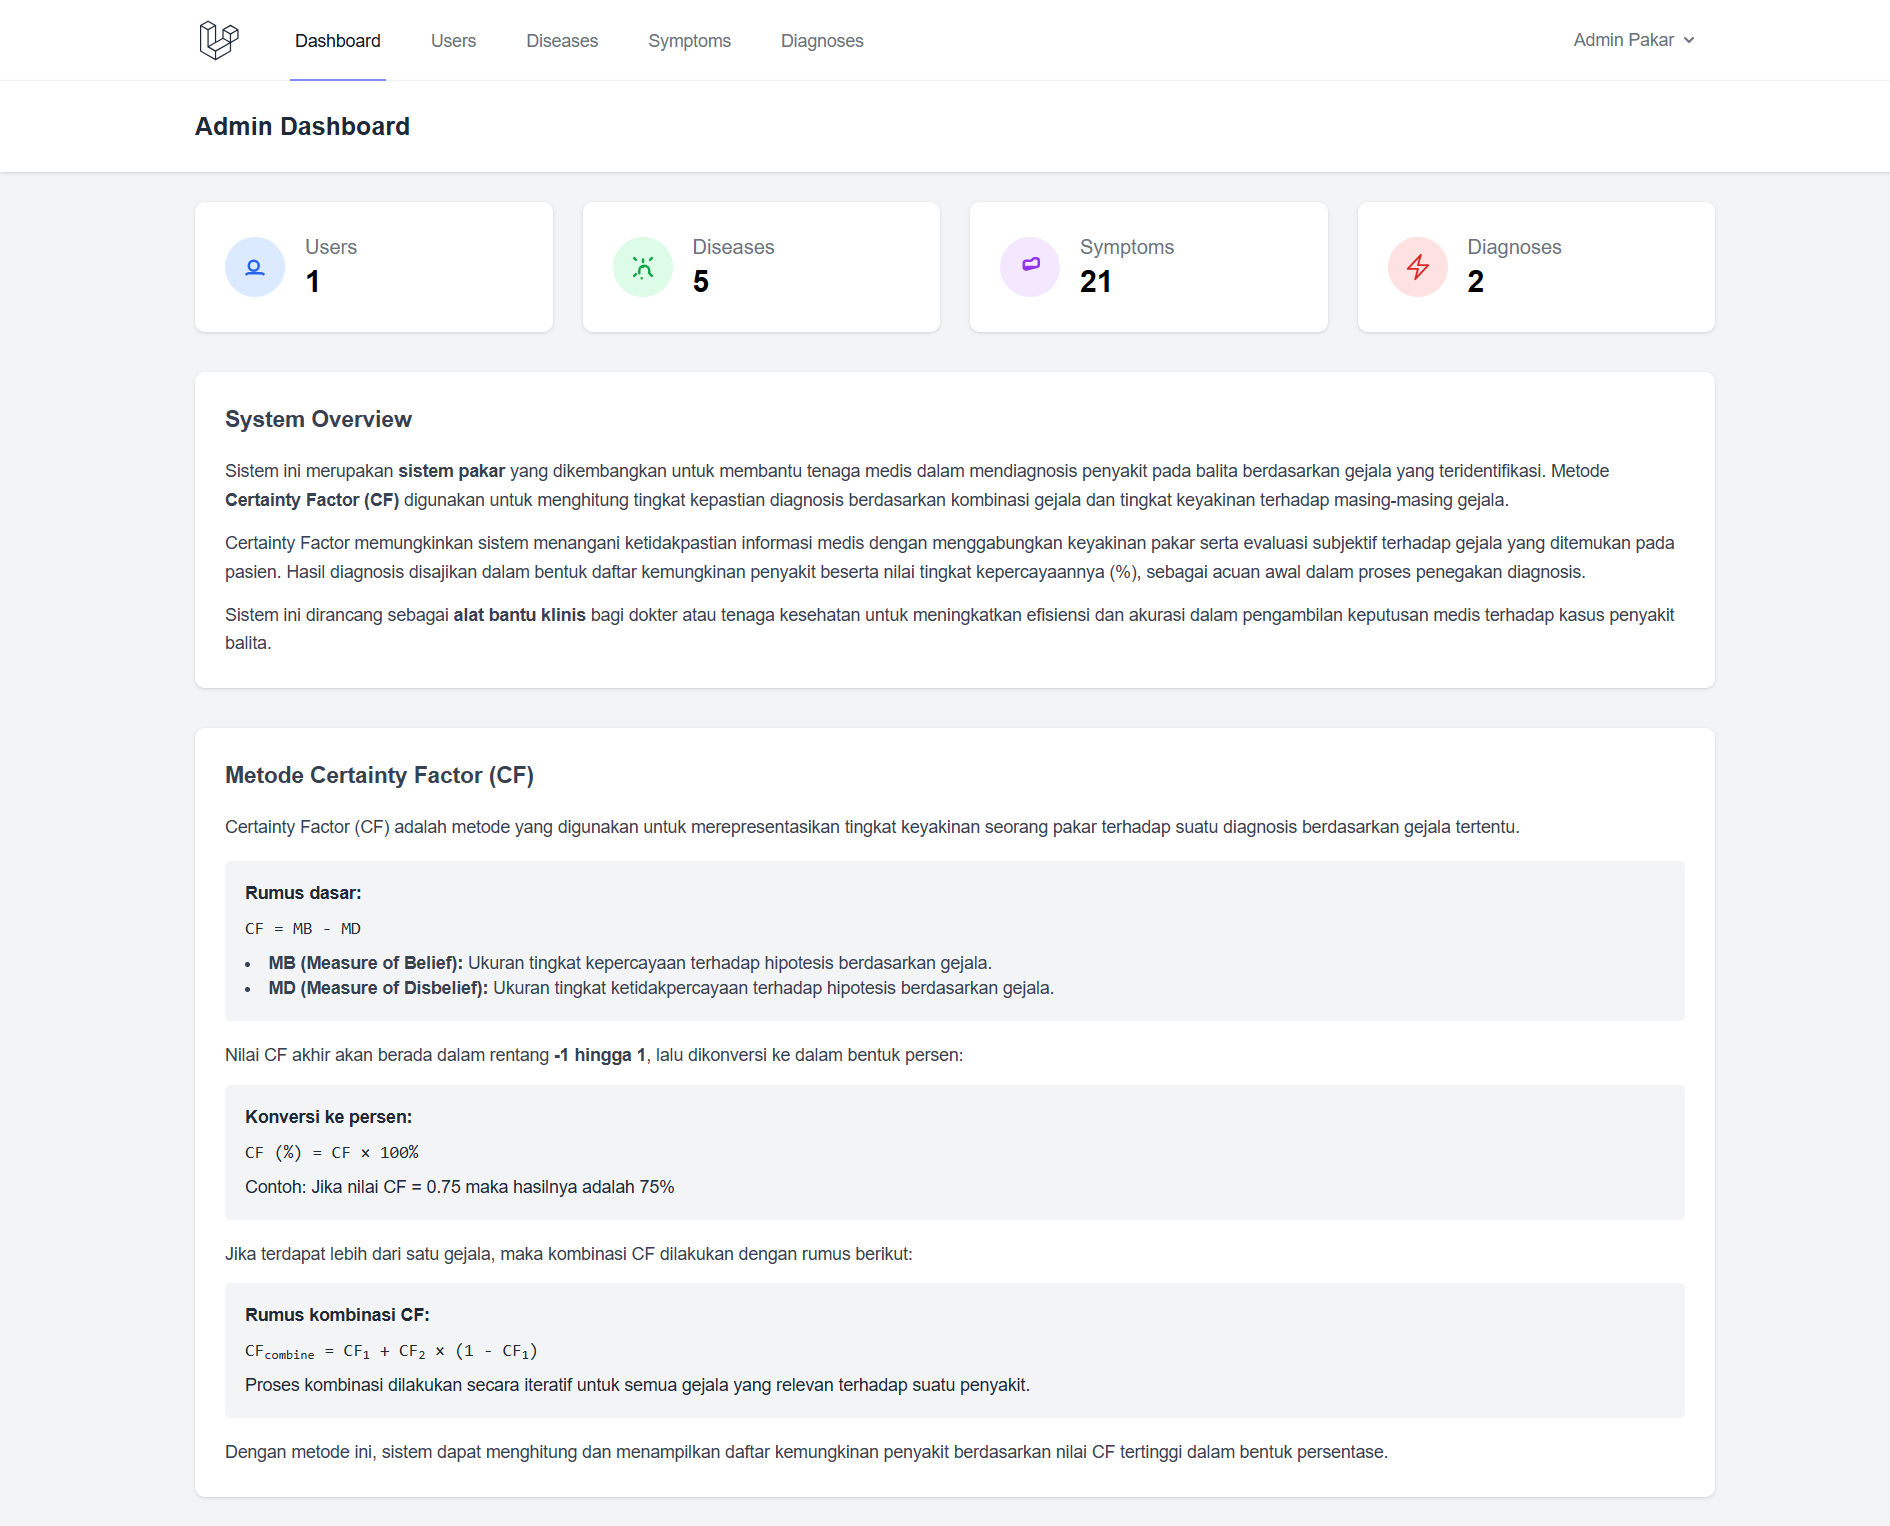 Dashboard Users Diseases Symptoms Diagnoses Admin Pakar
Admin Dashboard
Users
1
Diseases
5
Symptoms
21
Diagnoses
2
System Overview
Sistem ini merupakan sistem pakar yang dikembangkan untuk membantu tenaga medis dalam mendiagnosis penyakit pada balita berdasarkan gejala yang teridentifikasi. Metode
Certainty Factor (CF) digunakan untuk menghitung tingkat kepastian diagnosis berdasarkan kombinasi gejala dan tingkat keyakinan terhadap masing-masing gejala.
Certainty Factor memungkinkan sistem menangani ketidakpastian informasi medis dengan menggabungkan keyakinan pakar serta evaluasi subjektif terhadap gejala yang ditemukan pada
pasien. Hasil diagnosis disajikan dalam bentuk daftar kemungkinan penyakit beserta nilai tingkat kepercayaannya (%), sebagai acuan awal dalam proses penegakan diagnosis.
Sistem ini dirancang sebagai alat bantu klinis bagi dokter atau tenaga kesehatan untuk meningkatkan efisiensi dan akurasi dalam pengambilan keputusan medis terhadap kasus penyakit
balita.
Metode Certainty Factor (CF)
Certainty Factor (CF) adalah metode yang digunakan untuk merepresentasikan tingkat keyakinan seorang pakar terhadap suatu diagnosis berdasarkan gejala tertentu.
Rumus dasar:
CF = MB - MD
• MB (Measure of Belief): Ukuran tingkat kepercayaan terhadap hipotesis berdasarkan gejala.
• MD (Measure of Disbelief): Ukuran tingkat ketidakpercayaan terhadap hipotesis berdasarkan gejala.
Nilai CF akhir akan berada dalam rentang -1 hingga 1, lalu dikonversi ke dalam bentuk persen:
Konversi ke persen:
CF (%) = CF × 100%
Contoh: Jika nilai CF = 0.75 maka hasilnya adalah 75%
Jika terdapat lebih dari satu gejala, maka kombinasi CF dilakukan dengan rumus berikut:
Rumus kombinasi CF:
CFcombine = CF₁ + CF₂ × (1 - CF₁)
Proses kombinasi dilakukan secara iteratif untuk semua gejala yang relevan terhadap suatu penyakit.
Dengan metode ini, sistem dapat menghitung dan menampilkan daftar kemungkinan penyakit berdasarkan nilai CF tertinggi dalam bentuk persentase.